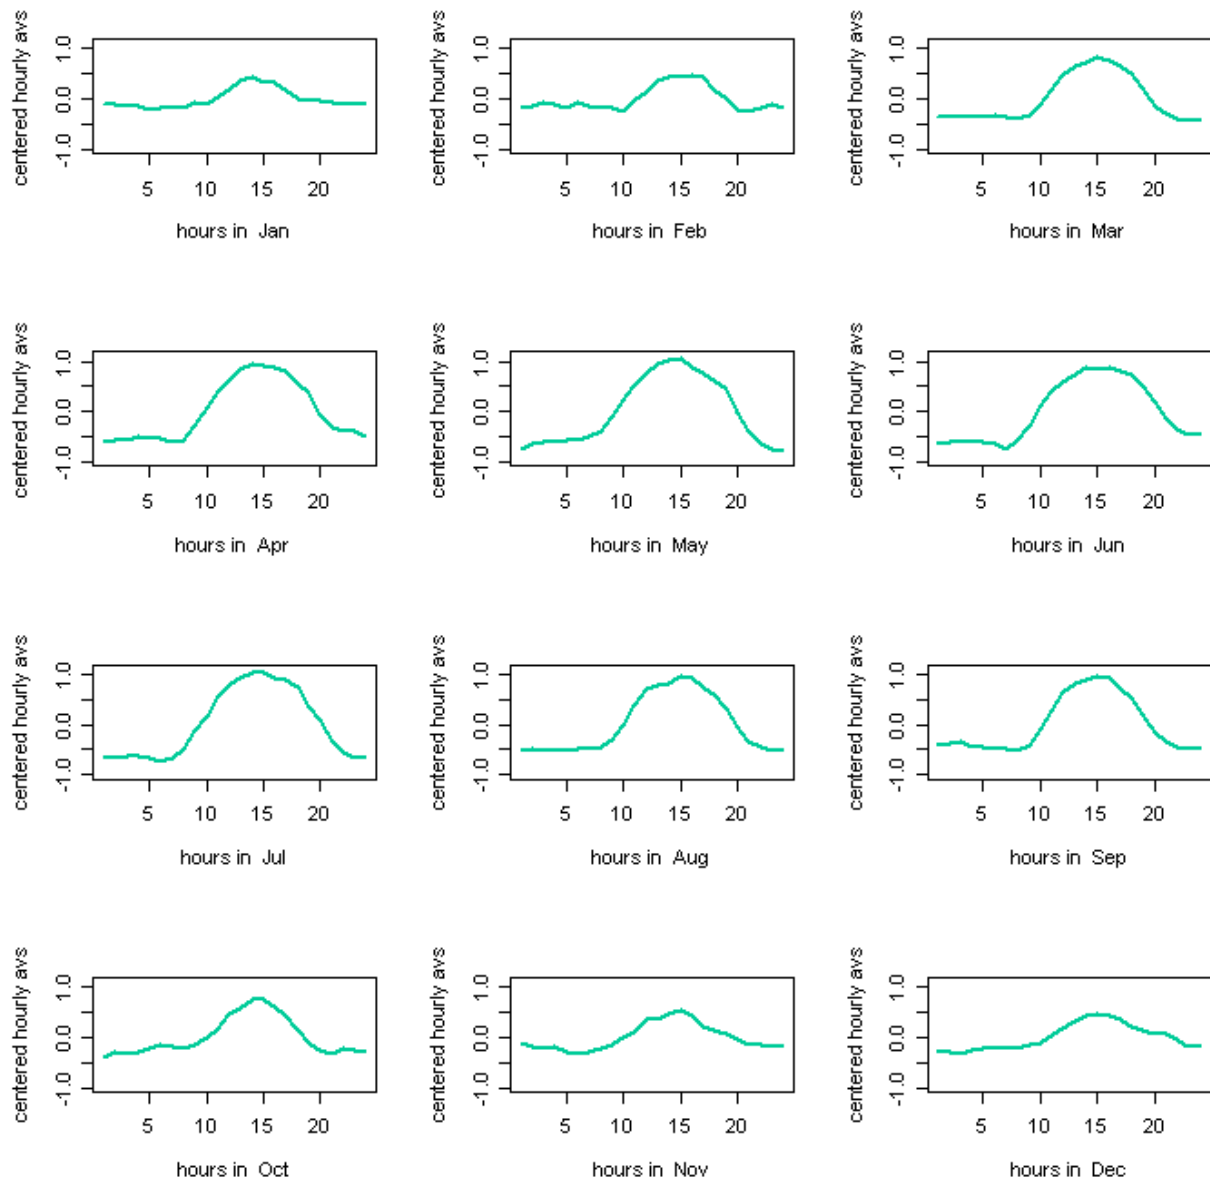 centered hourly avs
1.0
0.0
-1.0
5 10 15 20
hours in Jan
centered hourly avs
1.0
0.0
-1.0
5 10 15 20
hours in Feb
centered hourly avs
1.0
0.0
-1.0
5 10 15 20
hours in Mar
centered hourly avs
1.0
0.0
-1.0
5 10 15 20
hours in Apr
centered hourly avs
1.0
0.0
-1.0
5 10 15 20
hours in May
centered hourly avs
1.0
0.0
-1.0
5 10 15 20
hours in Jun
centered hourly avs
1.0
0.0
-1.0
5 10 15 20
hours in Jul
centered hourly avs
1.0
0.0
-1.0
5 10 15 20
hours in Aug
centered hourly avs
1.0
0.0
-1.0
5 10 15 20
hours in Sep
centered hourly avs
1.0
0.0
-1.0
5 10 15 20
hours in Oct
centered hourly avs
1.0
0.0
-1.0
5 10 15 20
hours in Nov
centered hourly avs
1.0
0.0
-1.0
5 10 15 20
hours in Dec